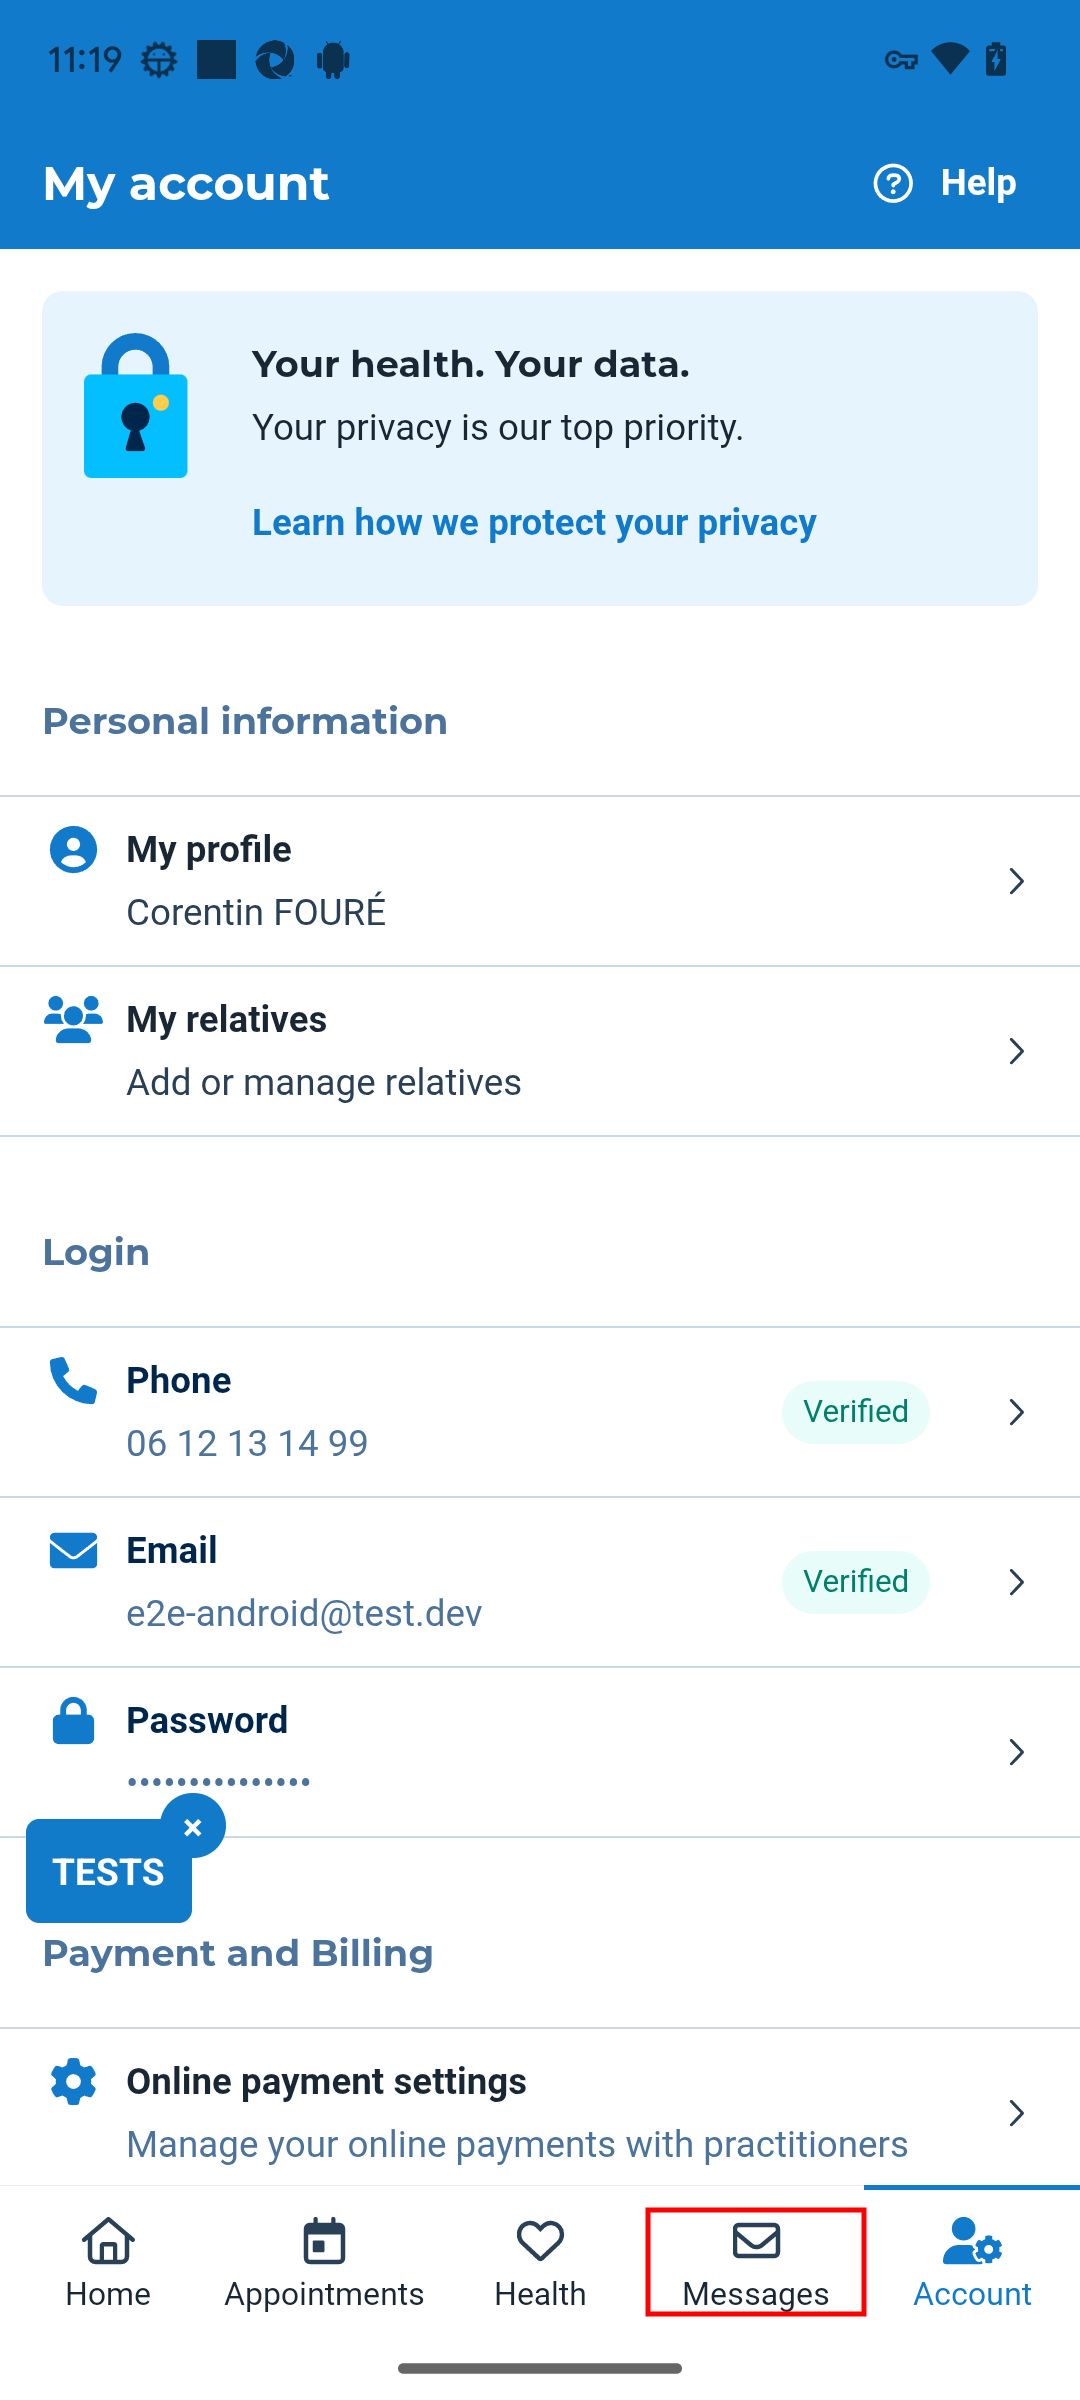 11:19
My account
Help
Your health. Your data.
Your privacy is our top priority.
Learn how we protect your privacy
Personal information
My profile
Corentin FOURÉ
My relatives
Add or manage relatives
Login
Phone
06 12 13 14 99
Verified
Email
e2e-android@test.dev
Verified
Password
•••••••••••••••
×
TESTS
Payment and Billing
Online payment settings
Manage your online payments with practitioners
Home
Appointments
Health
Messages
Account